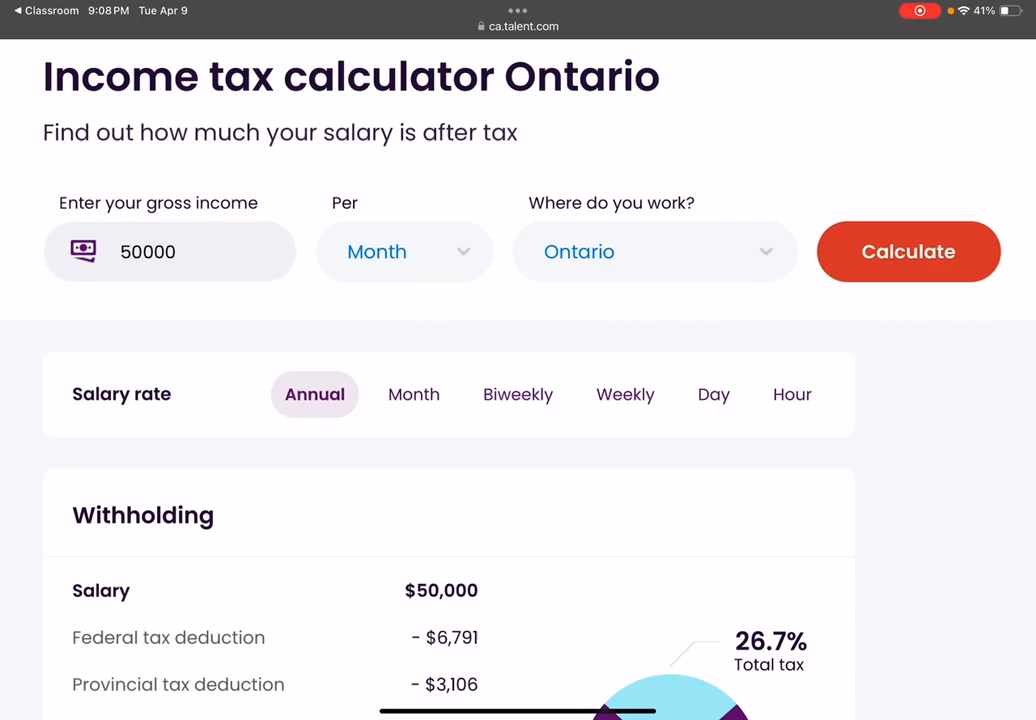 Classroom 9:08 PM Tue Apr 9 41%
ca.talent.com
Income tax calculator Ontario
Find out how much your salary is after tax
Enter your gross income Per Where do you work?
50000 Month Ontario Calculate
Salary rate Annual Month Biweekly Weekly Day Hour
Withholding
Salary $50,000
Federal tax deduction - $6,791
26.7%
Total tax
Provincial tax deduction - $3,106